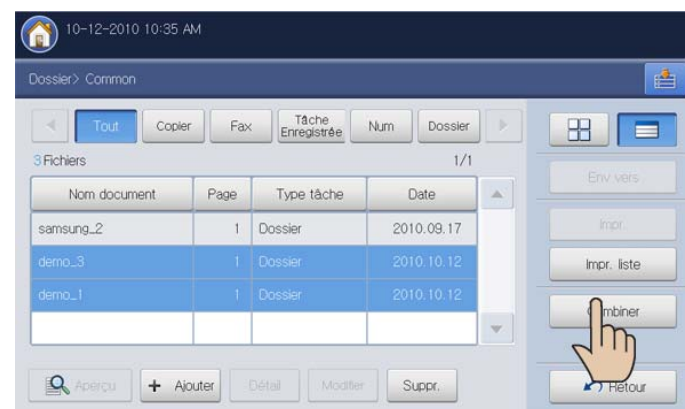 10-12-2010 10:35 AM
Dossier> Common
Tout Copier Fax Tâche Enregistrée Num Dossier
3 Fichiers 1/1
Nom document Page Type tâche Date
samsung_2 1 Dossier 2010.09.17
demo_3 1 Dossier 2010.10.12
demo_1 1 Dossier 2010.10.12
Env vers
Impr.
Impr. liste
Combiner
Aperçu + Ajouter Détail Modifier Suppr.
Retour